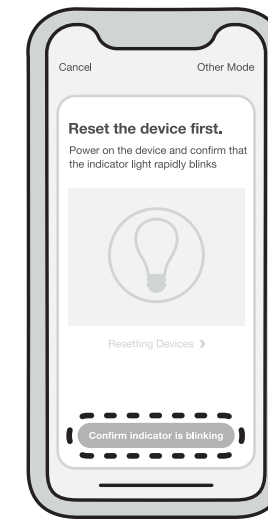 Cancel Other Mode
Reset the device first.
Power on the device and confirm that
the indicator light rapidly blinks
Resetting Devices ❯
Confirm indicator is blinking